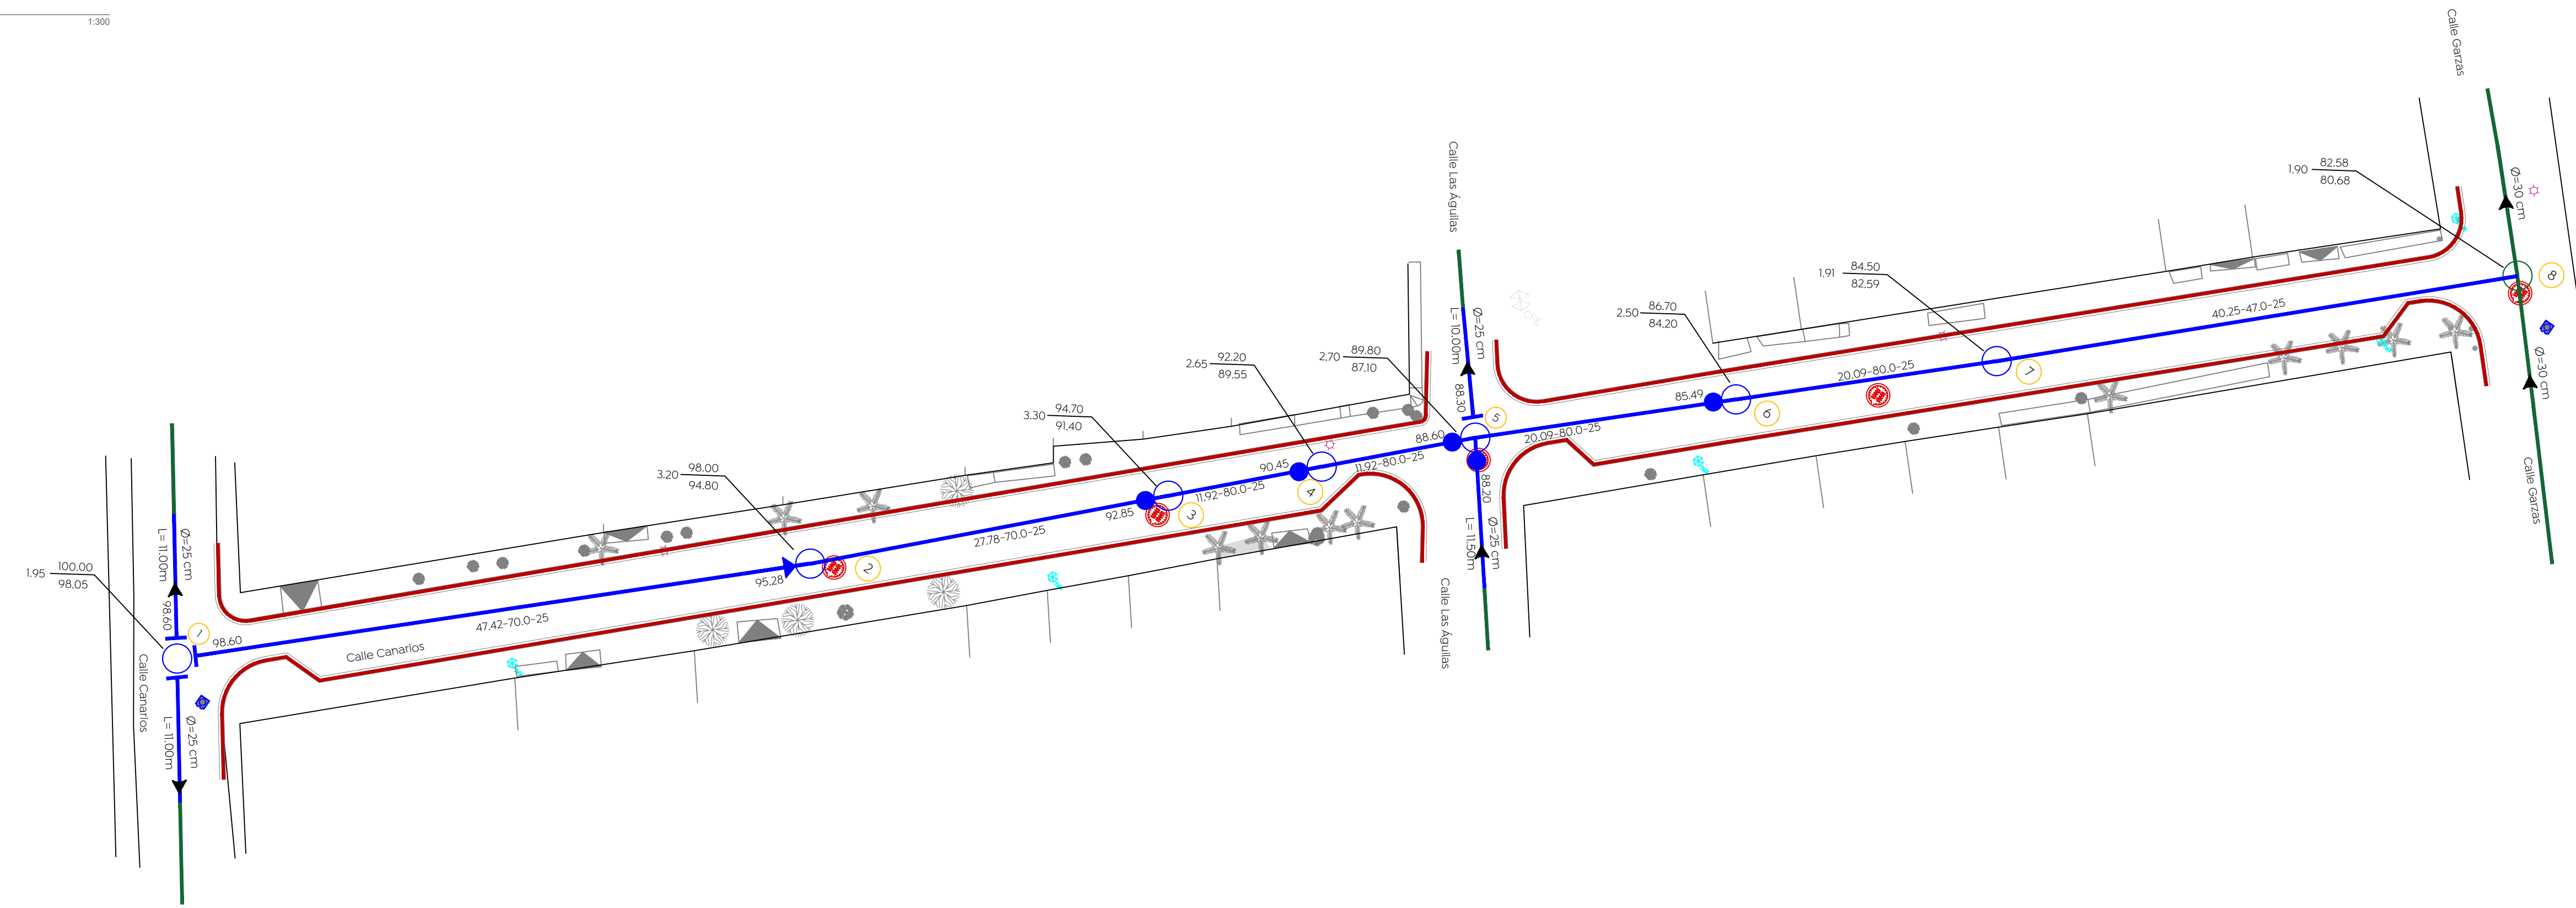 1:300
Calle Garzas
1.90
82.58
80.68
Ø=30 cm
8
Ø=30 cm
Calle Garzas
Calle Las Águilas
CFE
1.91
84.50
82.59
2.50
86.70
84.20
40.25-47.0-25
7
20.09-80.0-25
85.49
6
20.09-80.0-25
2.70
89.80
87.10
L= 10.00m
Ø=25 cm
88.30
5
88.60
88.20
L= 11.50m
Ø=25 cm
Calle Las Águilas
2.65
92.20
89.55
90.45
11.92-80.0-25
4
3.30
94.70
91.40
11.92-80.0-25
92.85
3
27.78-70.0-25
3.20
98.00
94.80
95.28
2
47.42-70.0-25
Calle Canarios
1.95
100.00
98.05
L= 11.00m
Ø=25 cm
98.60
1
98.60
Calle Canarios
L= 11.00m
Ø=25 cm